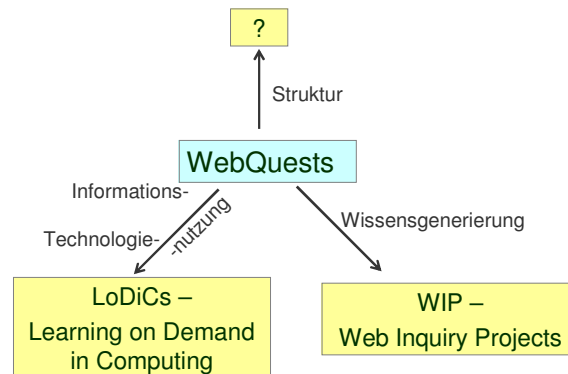 ?
Struktur
WebQuests
Informations-
Technologie-
-nutzung
Wissensgenerierung
LoDiCs –
Learning on Demand
in Computing
WIP –
Web Inquiry Projects